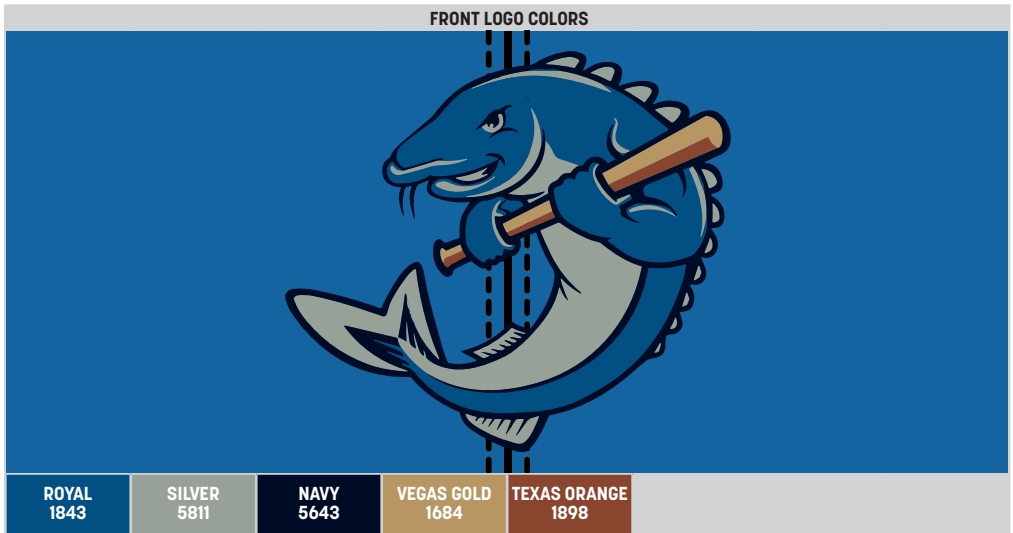 FRONT LOGO COLORS
ROYAL
1843
SILVER
5811
NAVY
5643
VEGAS GOLD
1684
TEXAS ORANGE
1898